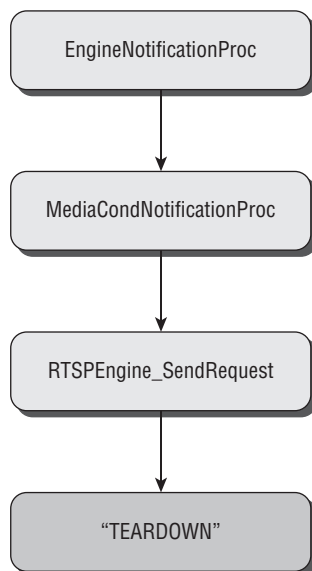 EngineNotificationProc
MediaCondNotificationProc
RTSPEngine_SendRequest
“TEARDOWN”